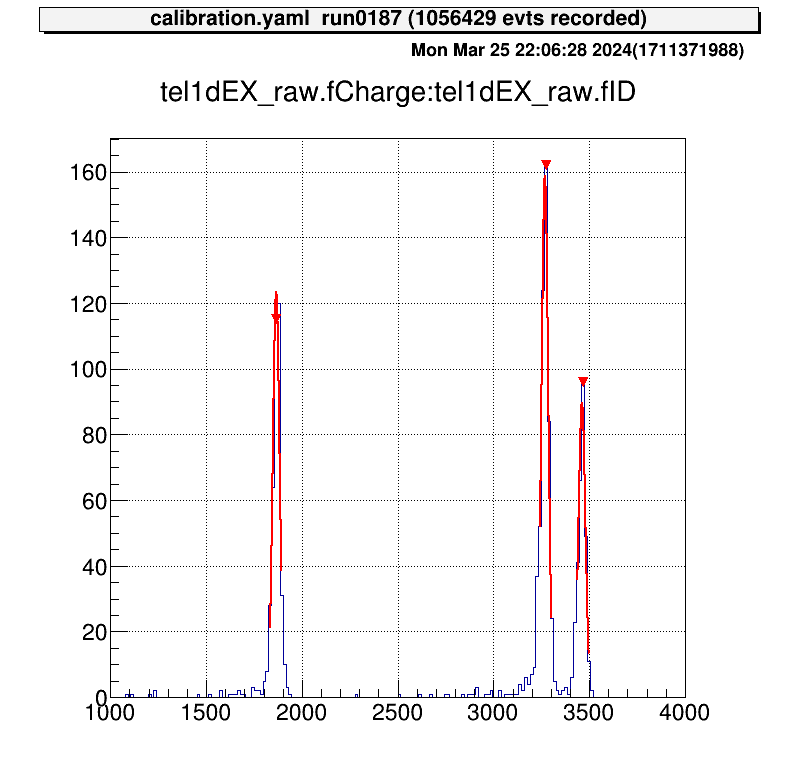 calibration.yaml run0187 (1056429 evts recorded)
Mon Mar 25 22:06:28 2024(1711371988)
tel1dEX_raw.fCharge:tel1dEX_raw.fID
160
140
120
100
80
60
40
20
0
1000 1500 2000 2500 3000 3500 4000